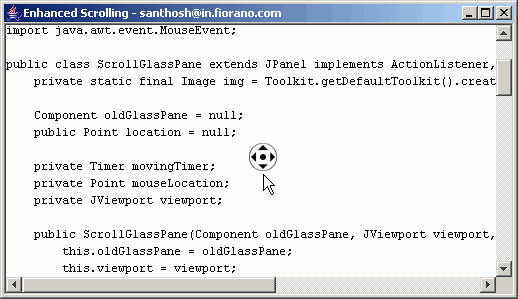 Enhanced Scrolling - santhosh@in.fiorano.com
import java.awt.event.MouseEvent;
public class ScrollGlassPane extends JPanel implements ActionListener,
private static final Image img = Toolkit.getDefaultToolkit().creat
Component oldGlassPane = null;
public Point location = null;
private Timer movingTimer;
private Point mouseLocation;
private JViewport viewport;
public ScrollGlassPane(Component oldGlassPane, JViewport viewport,
this.oldGlassPane = oldGlassPane;
this.viewport = viewport;